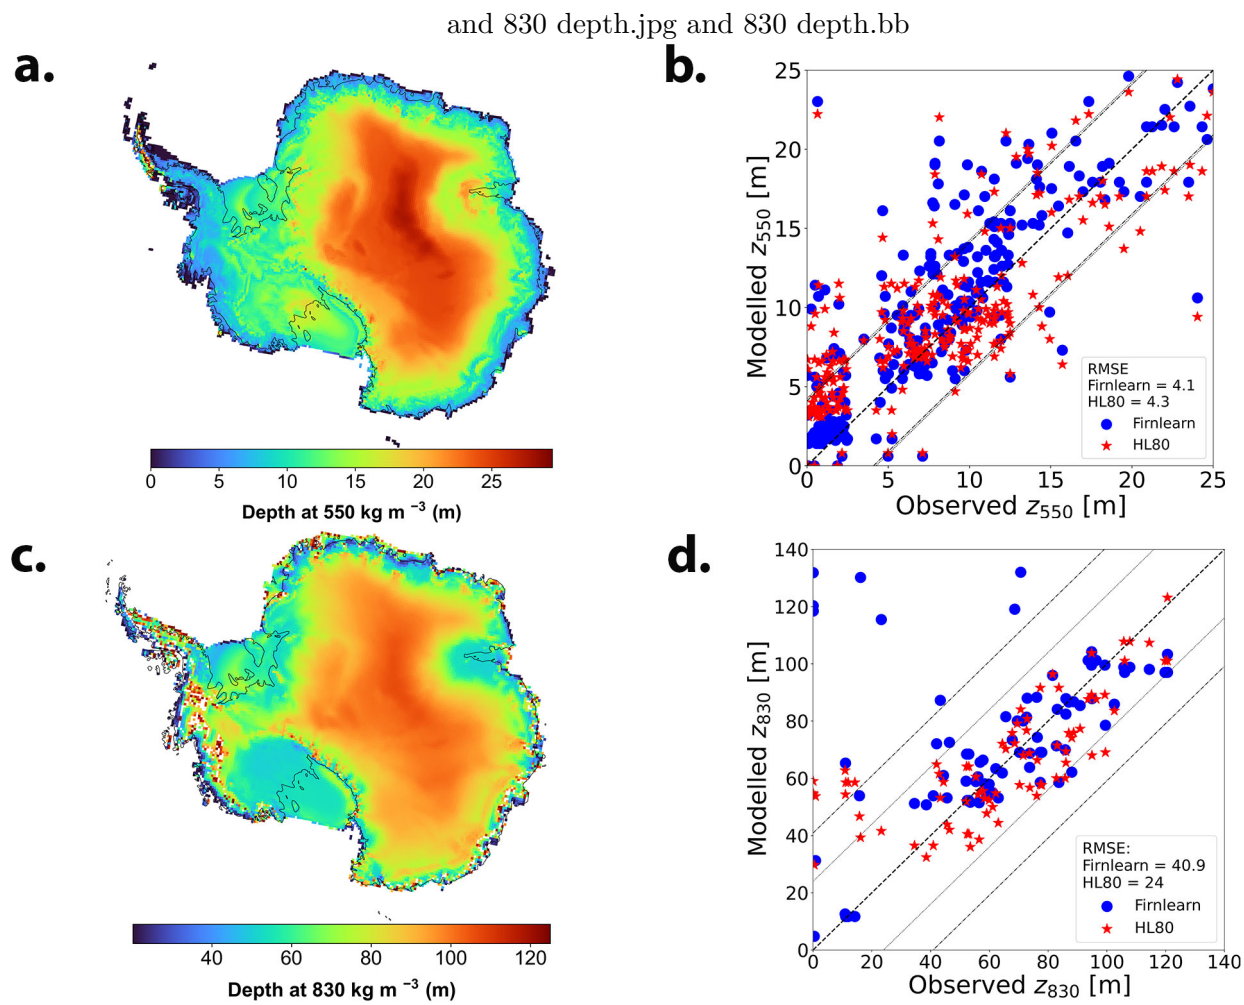 and 830 depth.jpg and 830 depth.bb
a.
0 5 10 15 20 25
Depth at 550 kg m −3 (m)
b.
25
20
15
10
5
0
Modelled z550 [m]
RMSE
Firnlearn = 4.1
HL80 = 4.3
Firnlearn
HL80
0 5 10 15 20 25
Observed z550 [m]
c.
40 60 80 100 120
Depth at 830 kg m −3 (m)
d.
140
120
100
80
60
40
20
0
Modelled z830 [m]
RMSE:
Firnlearn = 40.9
HL80 = 24
Firnlearn
HL80
0 20 40 60 80 100 120 140
Observed z830 [m]